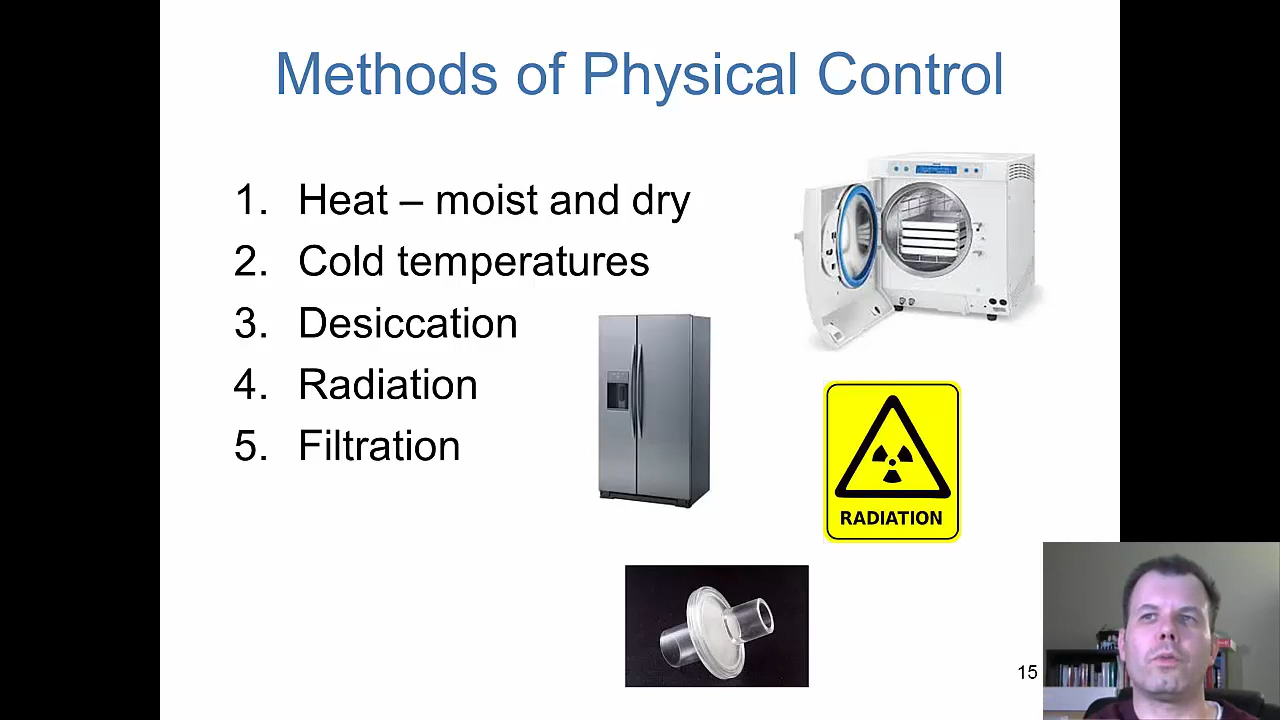 Methods of Physical Control
1. Heat – moist and dry
2. Cold temperatures
3. Desiccation
4. Radiation
5. Filtration
RADIATION
15